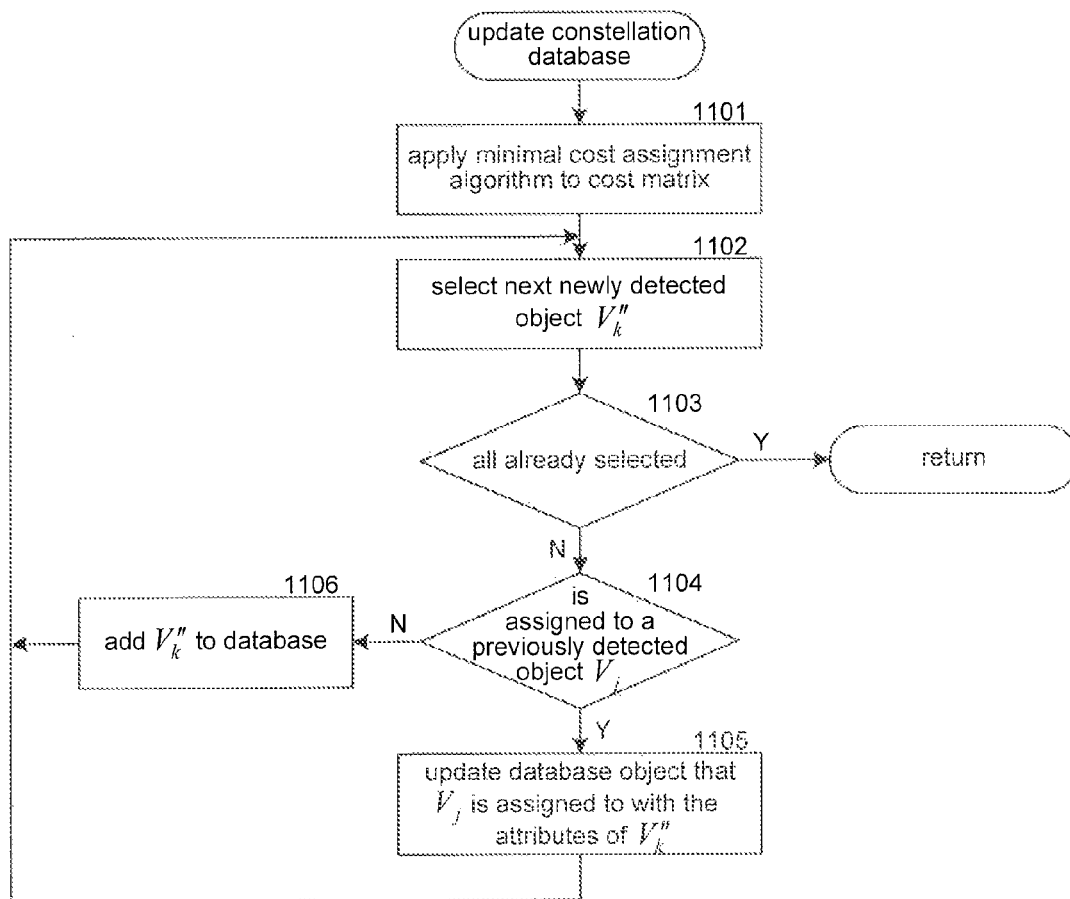 update constellation
database
1101
apply minimal cost assignment
algorithm to cost matrix
1102
select next newly detected
object V″ₖ
1103
all already selected
Y
return
N
1104
is
assigned to a
previously detected
object Vⱼ
N
1106
add V″ₖ to database
Y
1105
update database object that
Vⱼ is assigned to with the
attributes of V″ₖ